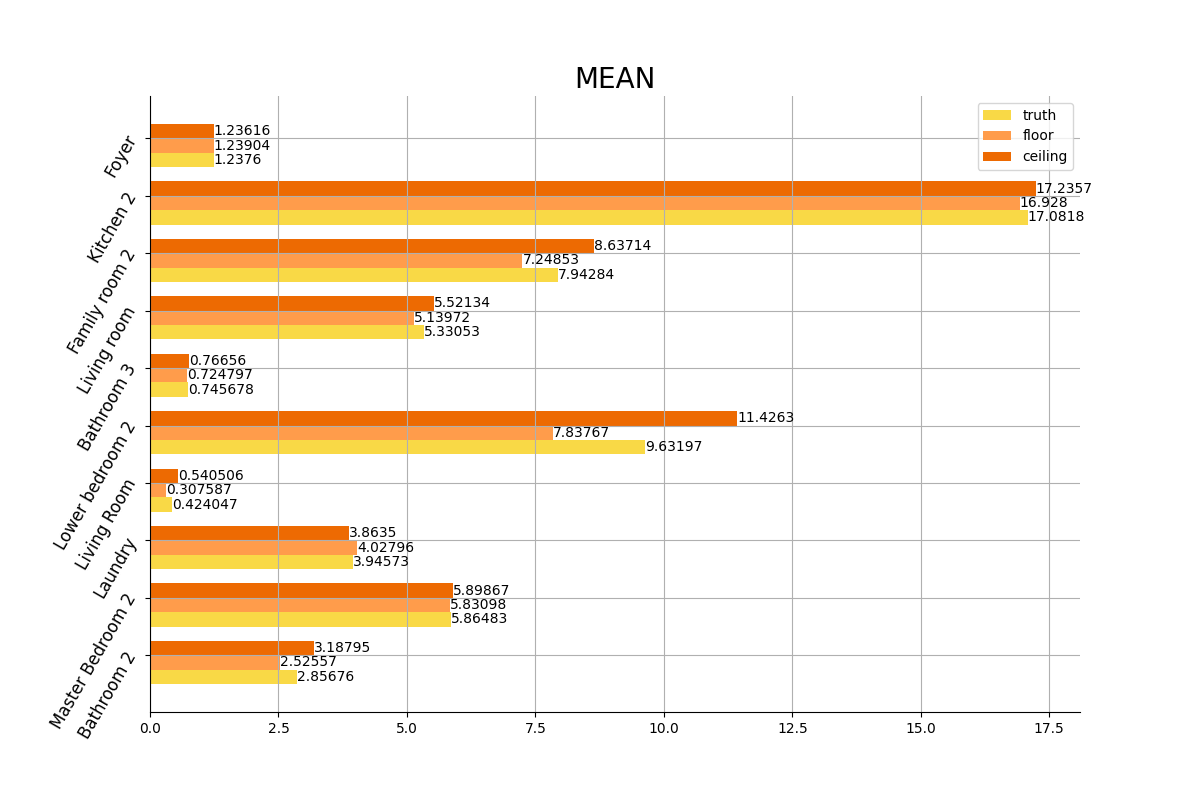 MEAN
truth
floor
ceiling
Foyer
1.23616
1.23904
1.2376
Kitchen 2
17.2357
16.928
17.0818
Family room 2
8.63714
7.24853
7.94284
Living room
5.52134
5.13972
5.33053
Bathroom 3
0.76656
0.724797
0.745678
Lower bedroom 2
11.4263
7.83767
9.63197
Living Room
0.540506
0.307587
0.424047
Laundry
3.8635
4.02796
3.94573
Master Bedroom 2
5.89867
5.83098
5.86483
Bathroom 2
3.18795
2.52557
2.85676
0.0 2.5 5.0 7.5 10.0 12.5 15.0 17.5